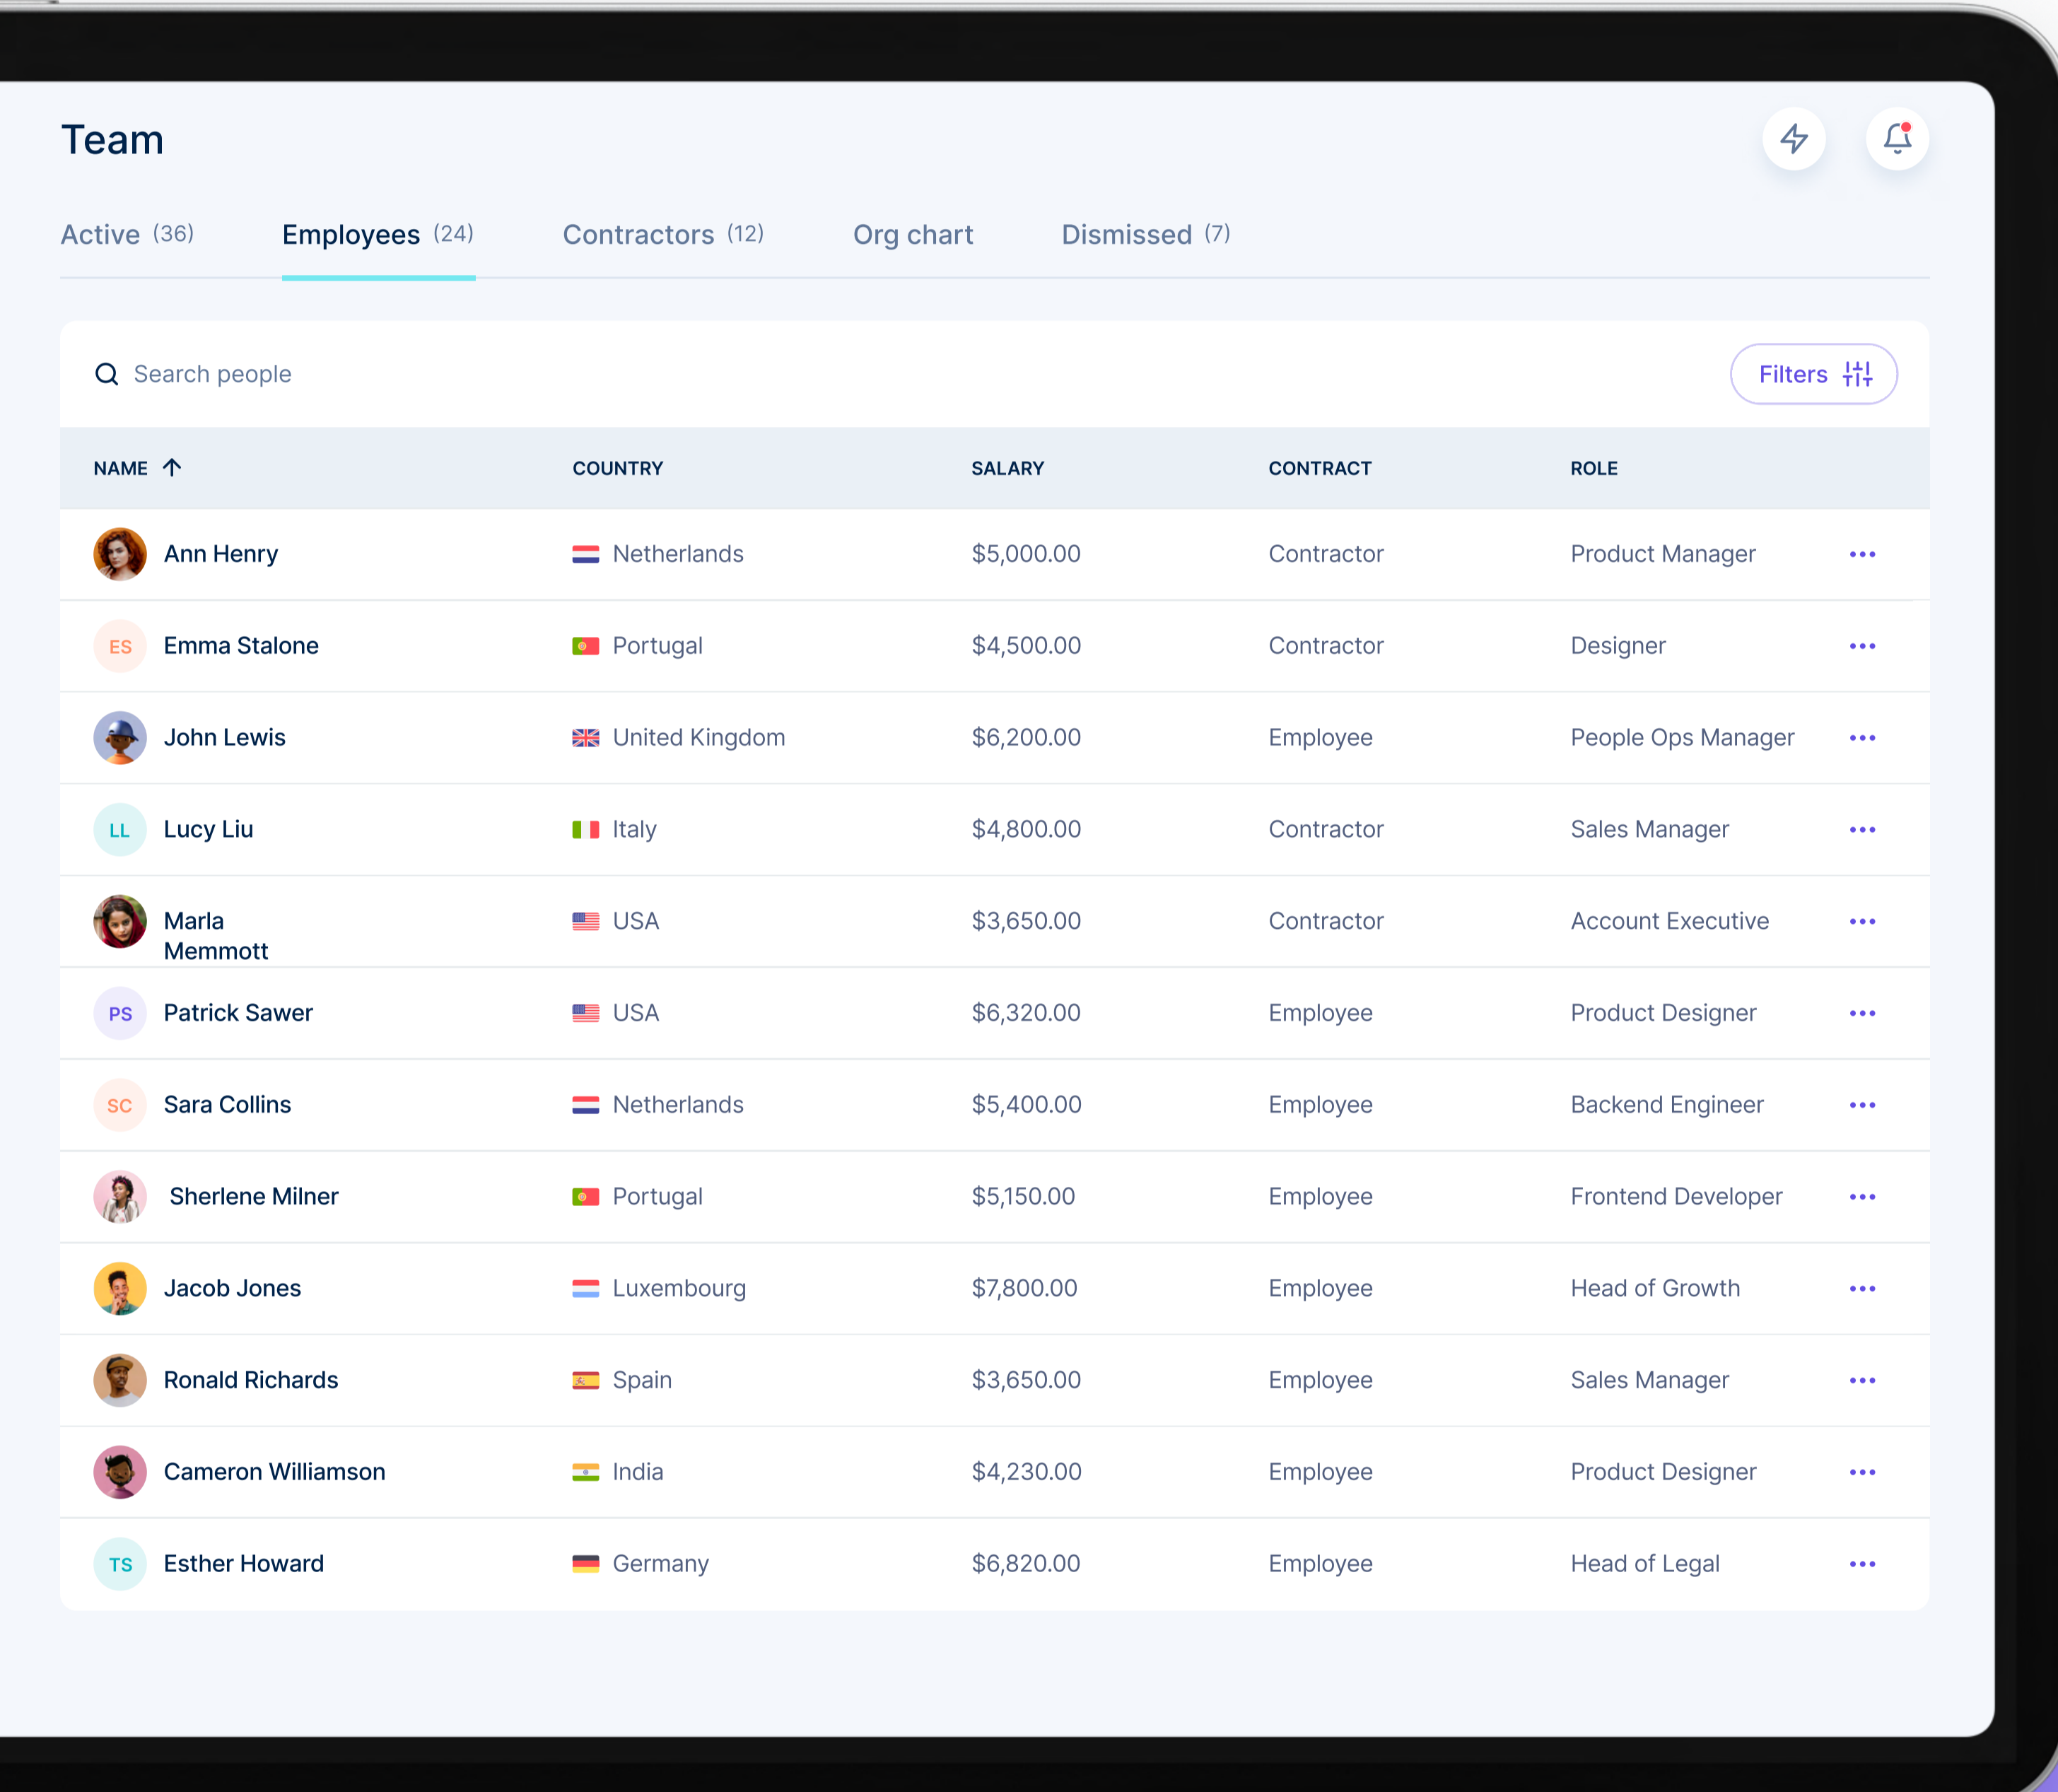 Team
Active (36) Employees (24) Contractors (12) Org chart Dismissed (7)
Search people Filters
NAME COUNTRY SALARY CONTRACT ROLE
Ann Henry Netherlands $5,000.00 Contractor Product Manager
ES Emma Stalone Portugal $4,500.00 Contractor Designer
John Lewis United Kingdom $6,200.00 Employee People Ops Manager
LL Lucy Liu Italy $4,800.00 Contractor Sales Manager
Marla USA $3,650.00 Contractor Account Executive
Memmott
PS Patrick Sawer USA $6,320.00 Employee Product Designer
SC Sara Collins Netherlands $5,400.00 Employee Backend Engineer
Sherlene Milner Portugal $5,150.00 Employee Frontend Developer
Jacob Jones Luxembourg $7,800.00 Employee Head of Growth
Ronald Richards Spain $3,650.00 Employee Sales Manager
Cameron Williamson India $4,230.00 Employee Product Designer
TS Esther Howard Germany $6,820.00 Employee Head of Legal